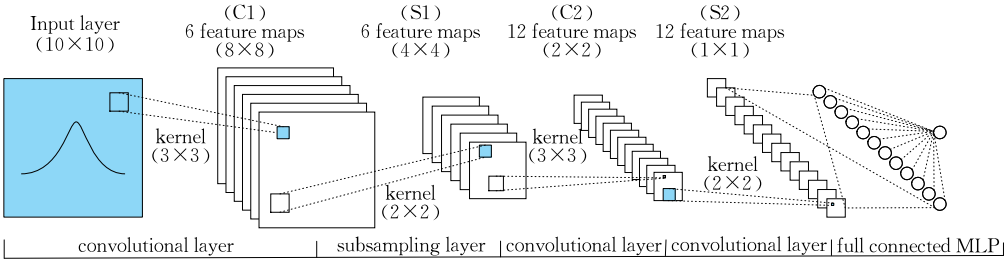 Input layer
(10×10)
(C1)
6 feature maps
(8×8)
(S1)
6 feature maps
(4×4)
(C2)
12 feature maps
(2×2)
(S2)
12 feature maps
(1×1)
kernel
(3×3)
kernel
(2×2)
kernel
(3×3)
kernel
(2×2)
convolutional layer
subsampling layer
convolutional layer
convolutional layer
full connected MLP